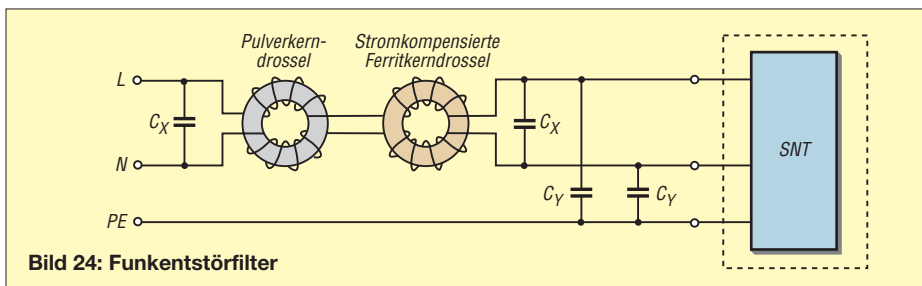 Pulverkern-
drossel
Stromkompensierte
Ferritkerndrossel
L
CX
CX
SNT
N
CY
CY
PE
Bild 24: Funkentstörfilter